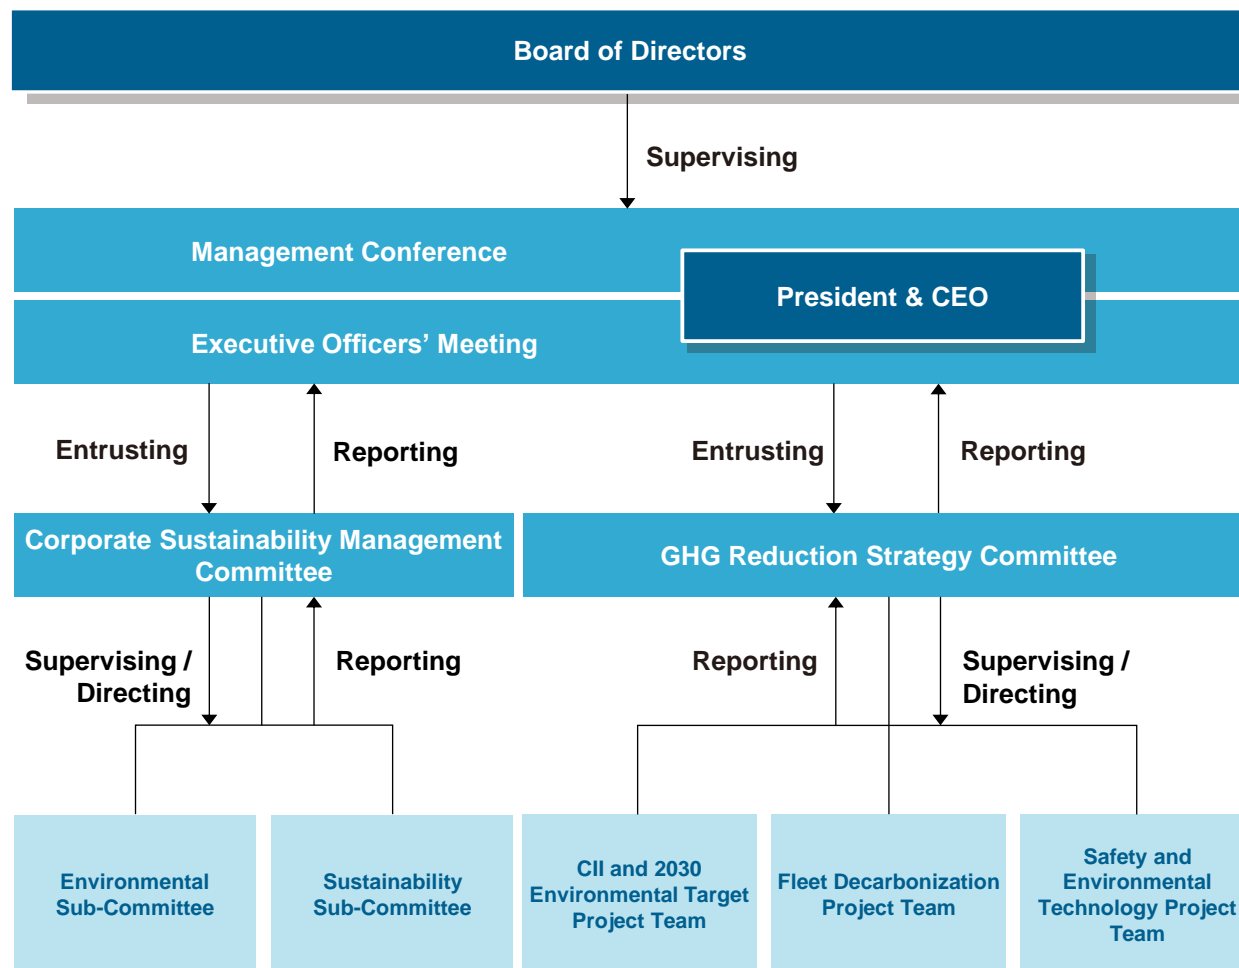 Board of Directors
Supervising
Management Conference
President & CEO
Executive Officers’ Meeting
Entrusting
Reporting
Entrusting
Reporting
Corporate Sustainability Management
Committee
GHG Reduction Strategy Committee
Supervising /
Directing
Reporting
Reporting
Supervising /
Directing
Environmental
Sub-Committee
Sustainability
Sub-Committee
CII and 2030
Environmental Target
Project Team
Fleet Decarbonization
Project Team
Safety and
Environmental
Technology Project
Team